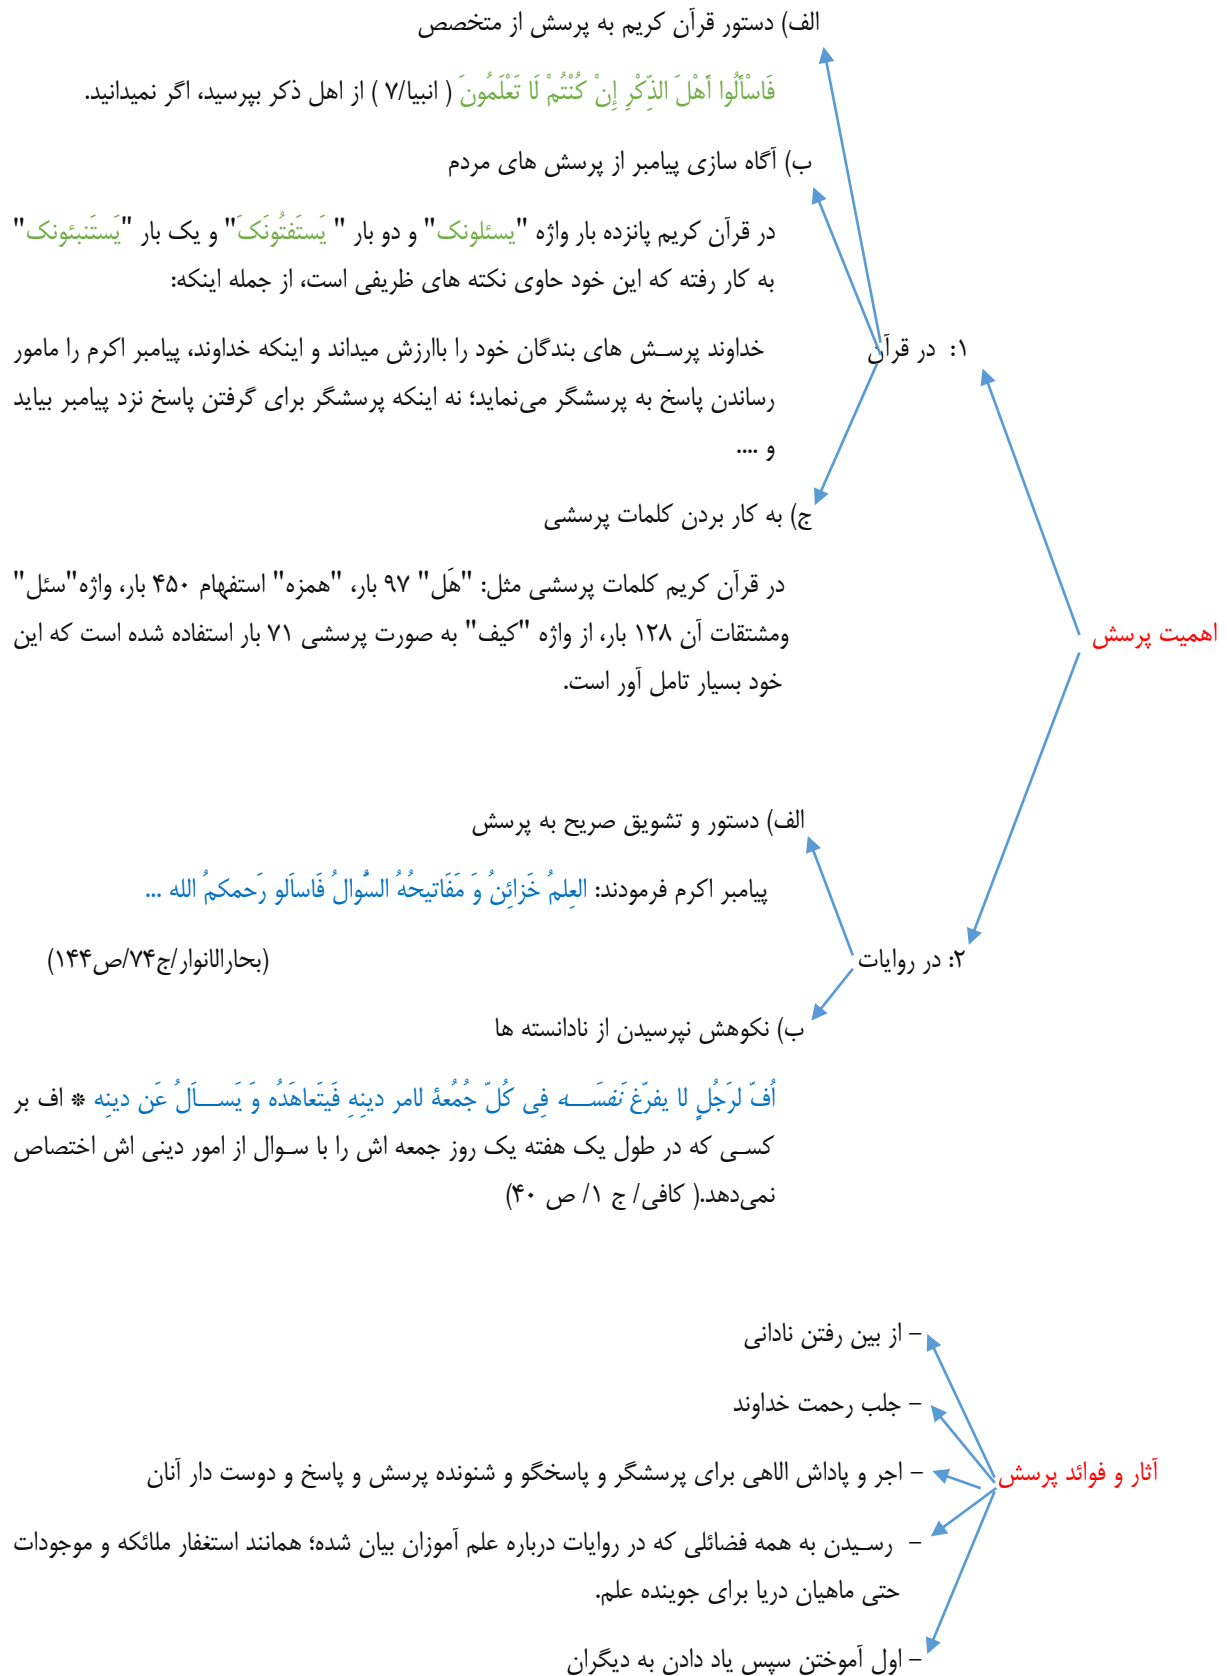 الف) دستور قرآن کریم به پرسش از متخصص
فَاسْأَلُوا أَهْلَ الذِّكْرِ إِنْ كُنْتُمْ لَا تَعْلَمُونَ ( انبیا/۷ ) از اهل ذکر بپرسید، اگر نمیدانید.
ب) آگاه سازی پیامبر از پرسش های مردم
در قرآن کریم پانزده بار واژه "یسئلونک" و دو بار " یَستَفتُونَکَ" و یک بار "یَستَنبئونک"
به کار رفته که این خود حاوی نکته های ظریفی است، از جمله اینکه:
۱: در قرآن
خداوند پرسش های بندگان خود را باارزش میداند و اینکه خداوند، پیامبر اکرم را مامور
رساندن پاسخ به پرسشگر می‌نماید؛ نه اینکه پرسشگر برای گرفتن پاسخ نزد پیامبر بیاید
و ....
ج) به کار بردن کلمات پرسشی
در قرآن کریم کلمات پرسشی مثل: "هَل" ۹۷ بار، "همزه" استفهام ۴۵۰ بار، واژه"سئل"
ومشتقات آن ۱۲۸ بار، از واژه "کیف" به صورت پرسشی ۷۱ بار استفاده شده است که این
خود بسیار تامل آور است.
اهمیت پرسش
الف) دستور و تشویق صریح به پرسش
پیامبر اکرم فرمودند: العِلمُ خَزائِنُ وَ مَفَاتیحُهُ السُّوالُ فَاساَلو رَحمکمُ الله ...
۲: در روایات
(بحارالانوار/ج۷۴/ص۱۴۴)
ب) نکوهش نپرسیدن از نادانسته ها
اُفّ لرَجُلٍ لا یفرّغ نَفسَــه فِی کُلّ جُمُعة لامر دینِهِ فَیتَعاهَدُه وَ یَســاَلُ عَن دینِه * اف بر
کسی که در طول یک هفته یک روز جمعه اش را با سوال از امور دینی اش اختصاص
نمی‌دهد.( کافی/ ج ۱/ ص ۴۰)
– از بین رفتن نادانی
– جلب رحمت خداوند
آثار و فوائد پرسش
– اجر و پاداش الاهی برای پرسشگر و پاسخگو و شنونده پرسش و پاسخ و دوست دار آنان
– رسیدن به همه فضائلی که در روایات درباره علم آموزان بیان شده؛ همانند استغفار ملائکه و موجودات
حتی ماهیان دریا برای جوینده علم.
– اول آموختن سپس یاد دادن به دیگران